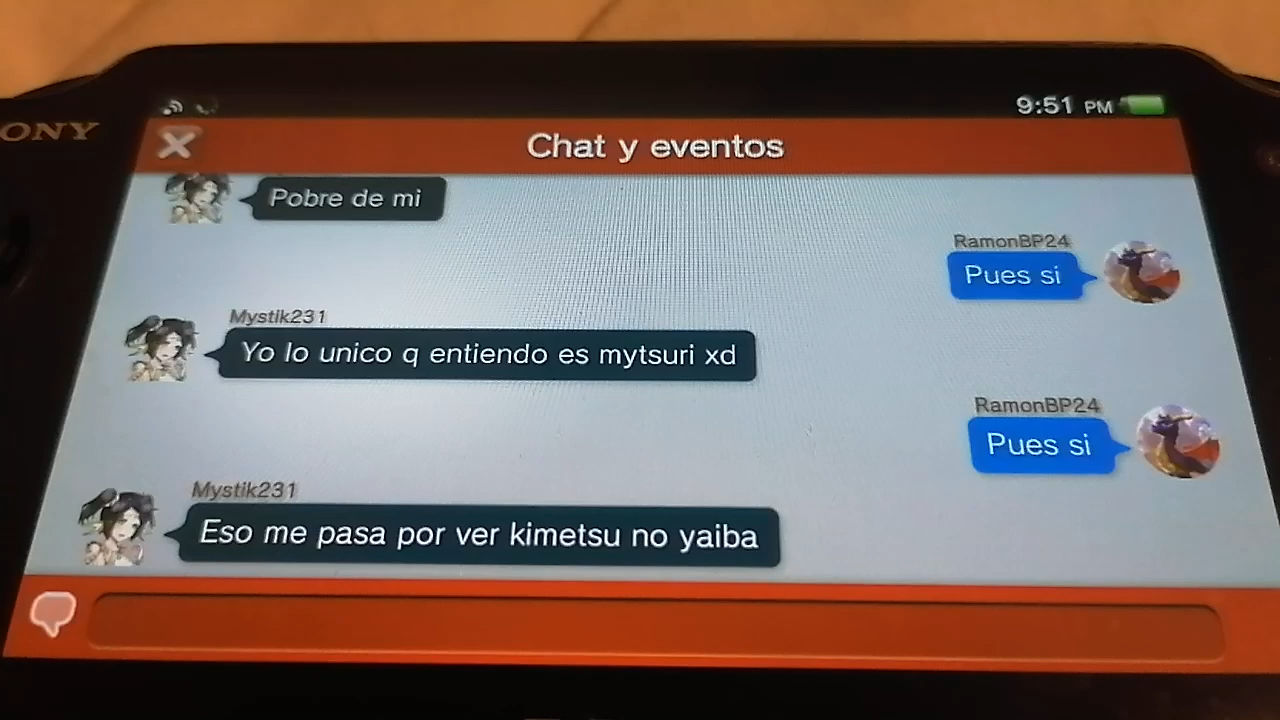 ONY
9:51 PM
Chat y eventos
Pobre de mi
RamonBP24
Pues si
Mystik231
Yo lo unico q entiendo es mytsuri xd
RamonBP24
Pues si
Mystik231
Eso me pasa por ver kimetsu no yaiba